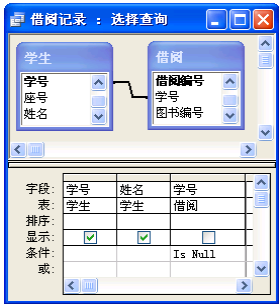 借阅记录 : 选择查询
学生
学号
座号
姓名
借阅
借阅编号
学号
图书编号
字段: 学号 姓名 学号
表: 学生 学生 借阅
排序:
显示:
条件: Is Null
或: